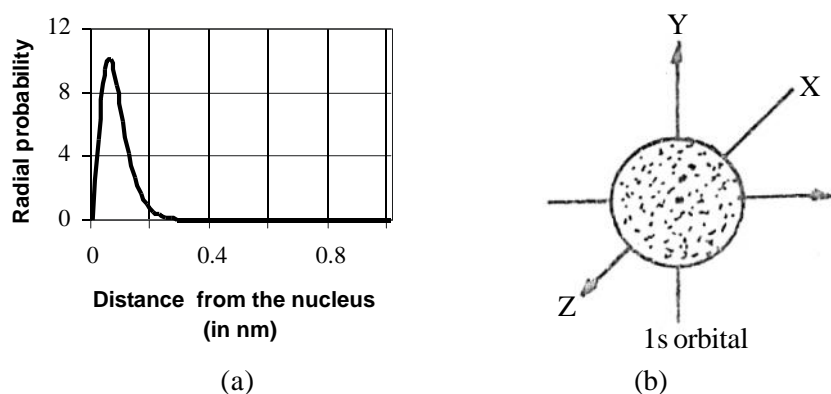 12
8
4
0
Radial probability
0
0.4
0.8
Distance from the nucleus
(in nm)
(a)
Y
X
Z
1s orbital
(b)